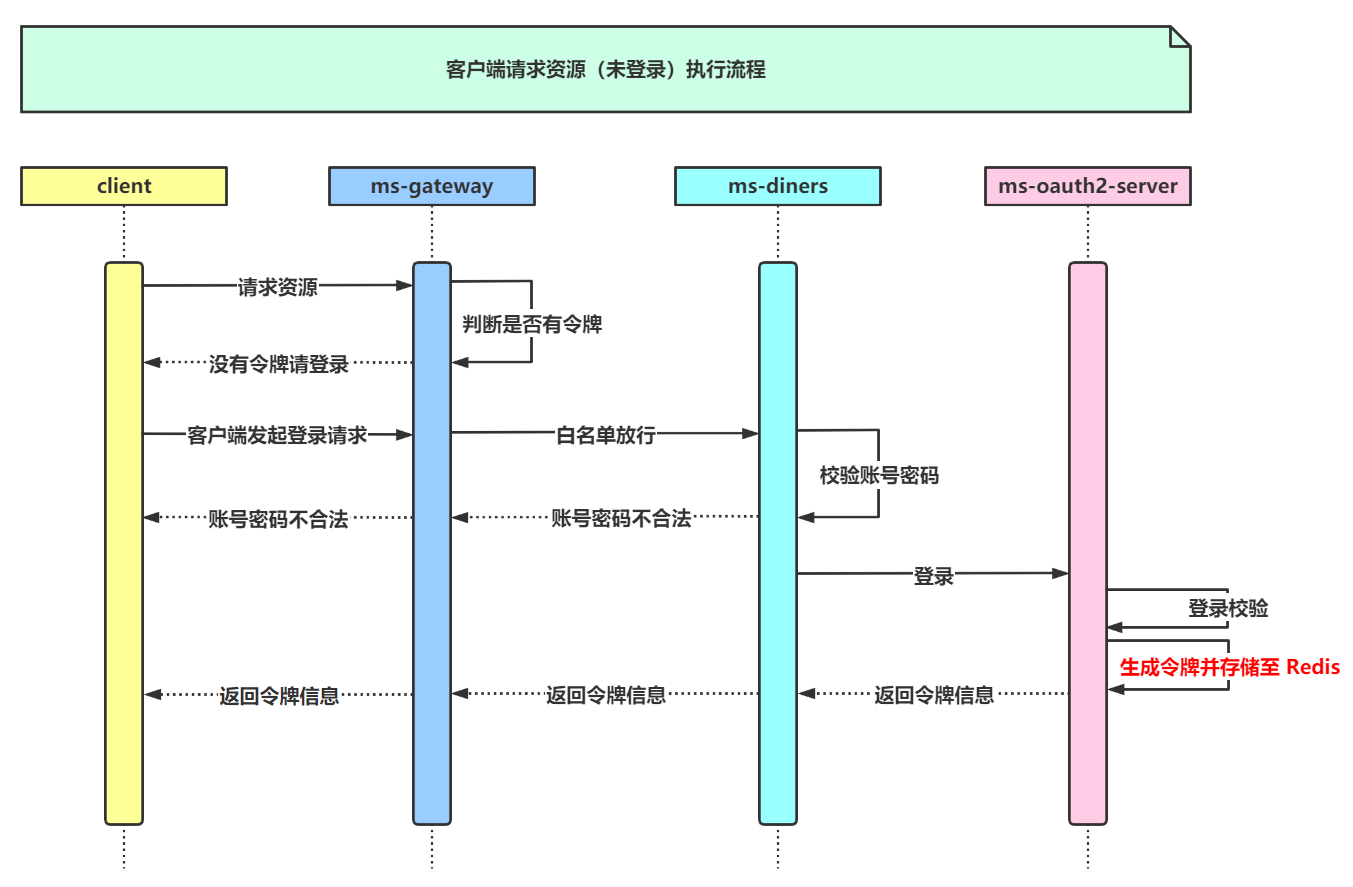 客户端请求资源（未登录）执行流程
client
ms-gateway
ms-diners
ms-oauth2-server
请求资源
判断是否有令牌
没有令牌请登录
客户端发起登录请求
白名单放行
校验账号密码
账号密码不合法
账号密码不合法
登录
登录校验
生成令牌并存储至 Redis
返回令牌信息
返回令牌信息
返回令牌信息